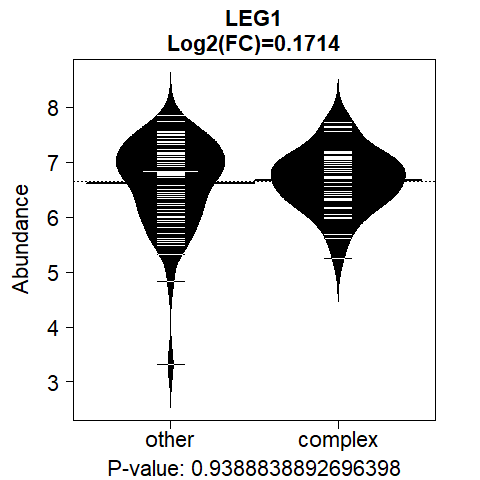 LEG1
Log2(FC)=0.1714
Abundance
8
7
6
5
4
3
other
complex
P-value: 0.9388838892696398